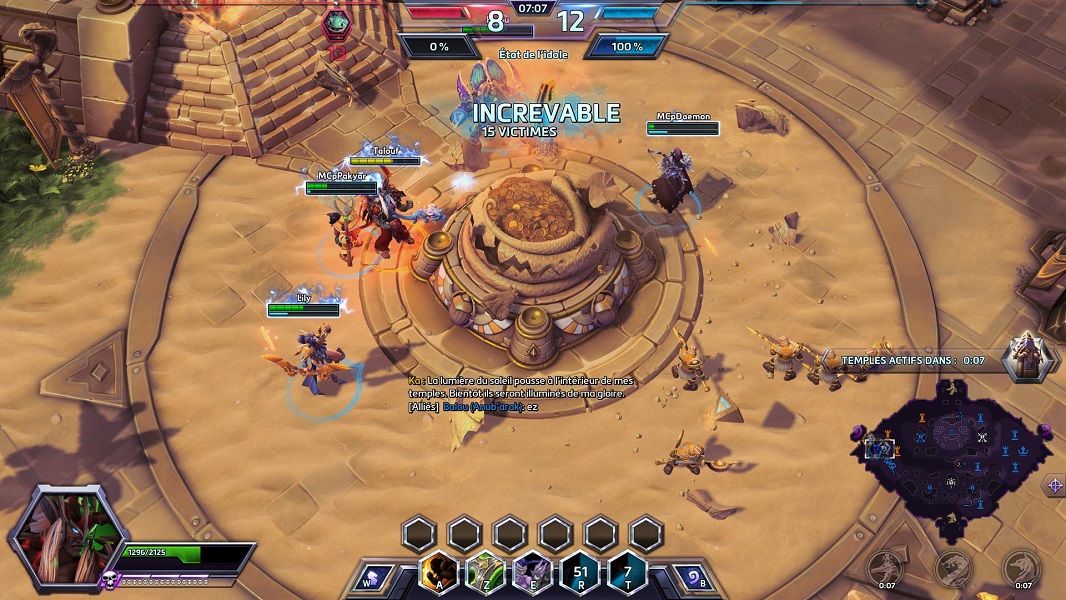 07:07
8 12
0 % 100 %
État de l'idole
13
INCREVABLE
15 VICTIMES
MCpDaemon
Talouf
MCpPakyar
Lily
TEMPLES ACTIFS DANS : 0:07
Ka: La lumière du soleil pousse à l'intérieur de mes
temples. Bientôt ils seront illuminés de ma gloire.
[Alliés] Balou (Anub'arak): ez
1296/2125
W A Z E 51 R 7 T B
0:07 0:07